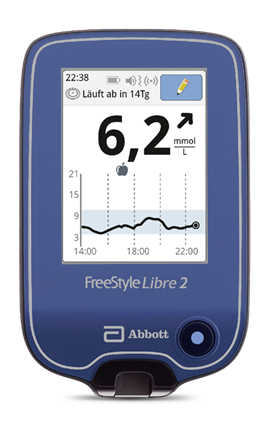 22:38
Läuft ab in 14Tg
6,2 mmol
L
21
15
9
3
14:00 18:00 22:00
FreeStyle Libre 2
Abbott